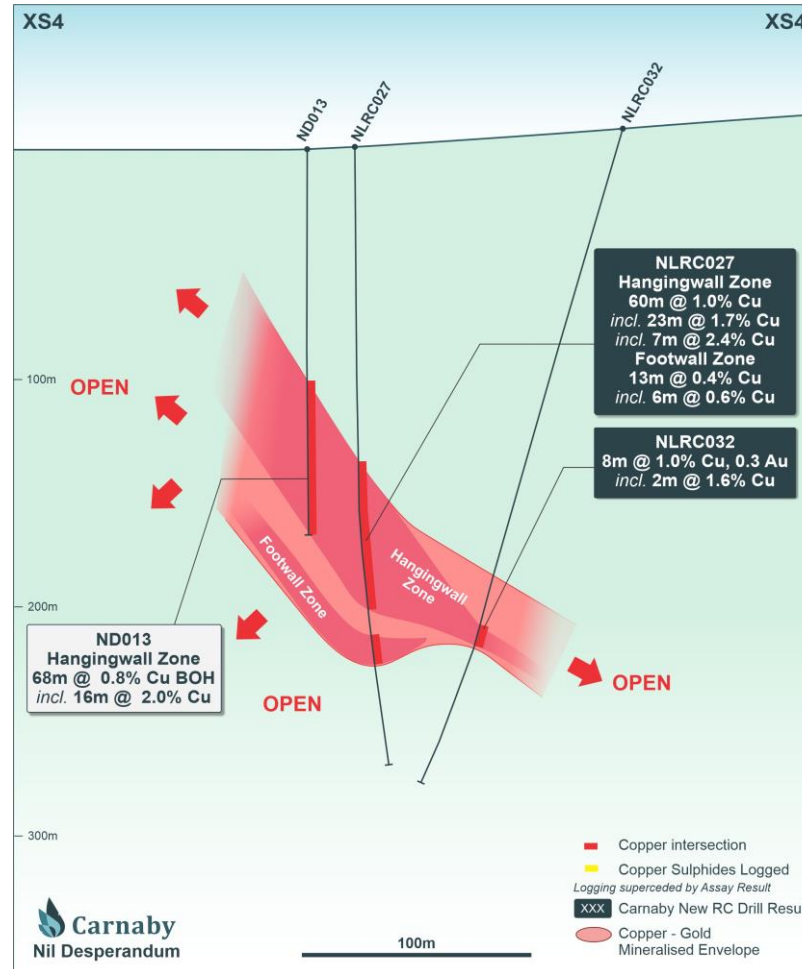 XS4
XS4
ND013
NLRC027
NLRC032
NLRC027
Hangingwall Zone
60m @ 1.0% Cu
incl. 23m @ 1.7% Cu
incl. 7m @ 2.4% Cu
Footwall Zone
13m @ 0.4% Cu
incl. 6m @ 0.6% Cu
100m
OPEN
NLRC032
8m @ 1.0% Cu, 0.3 Au
incl. 2m @ 1.6% Cu
Hangingwall
Zone
Footwall Zone
200m
ND013
Hangingwall Zone
68m @ 0.8% Cu BOH
incl. 16m @ 2.0% Cu
OPEN
OPEN
300m
Copper intersection
Copper Sulphides Logged
Logging superceded by Assay Result
XXX Carnaby New RC Drill Resu
Copper - Gold
Mineralised Envelope
Carnaby
Nil Desperandum
100m